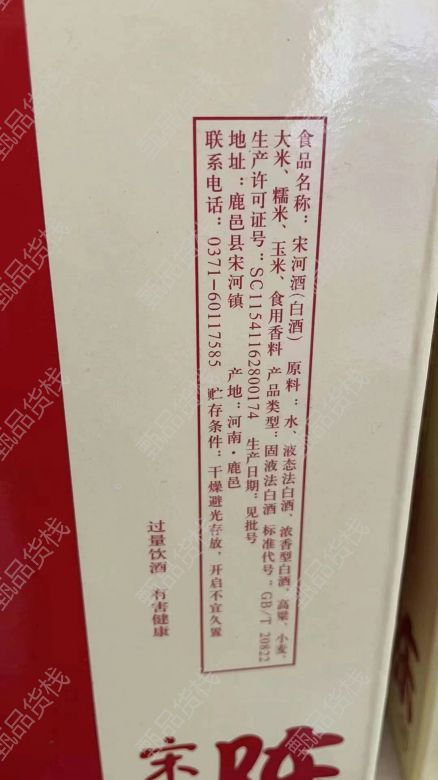 食品名称：宋河酒(白酒) 原料：水、液态法白酒、浓香型白酒、高粱、小麦、
大米、糯米、玉米、食用香料 产品类型：固液法白酒 标准代号：GB/T 20822
生产许可证号：SC11541162800174 生产日期：见批号
地址：鹿邑县宋河镇 产地：河南·鹿邑
联系电话：0371-60117585 贮存条件：干燥避光存放，开启不宜久置
过量饮酒 有害健康
宋
甄品货栈